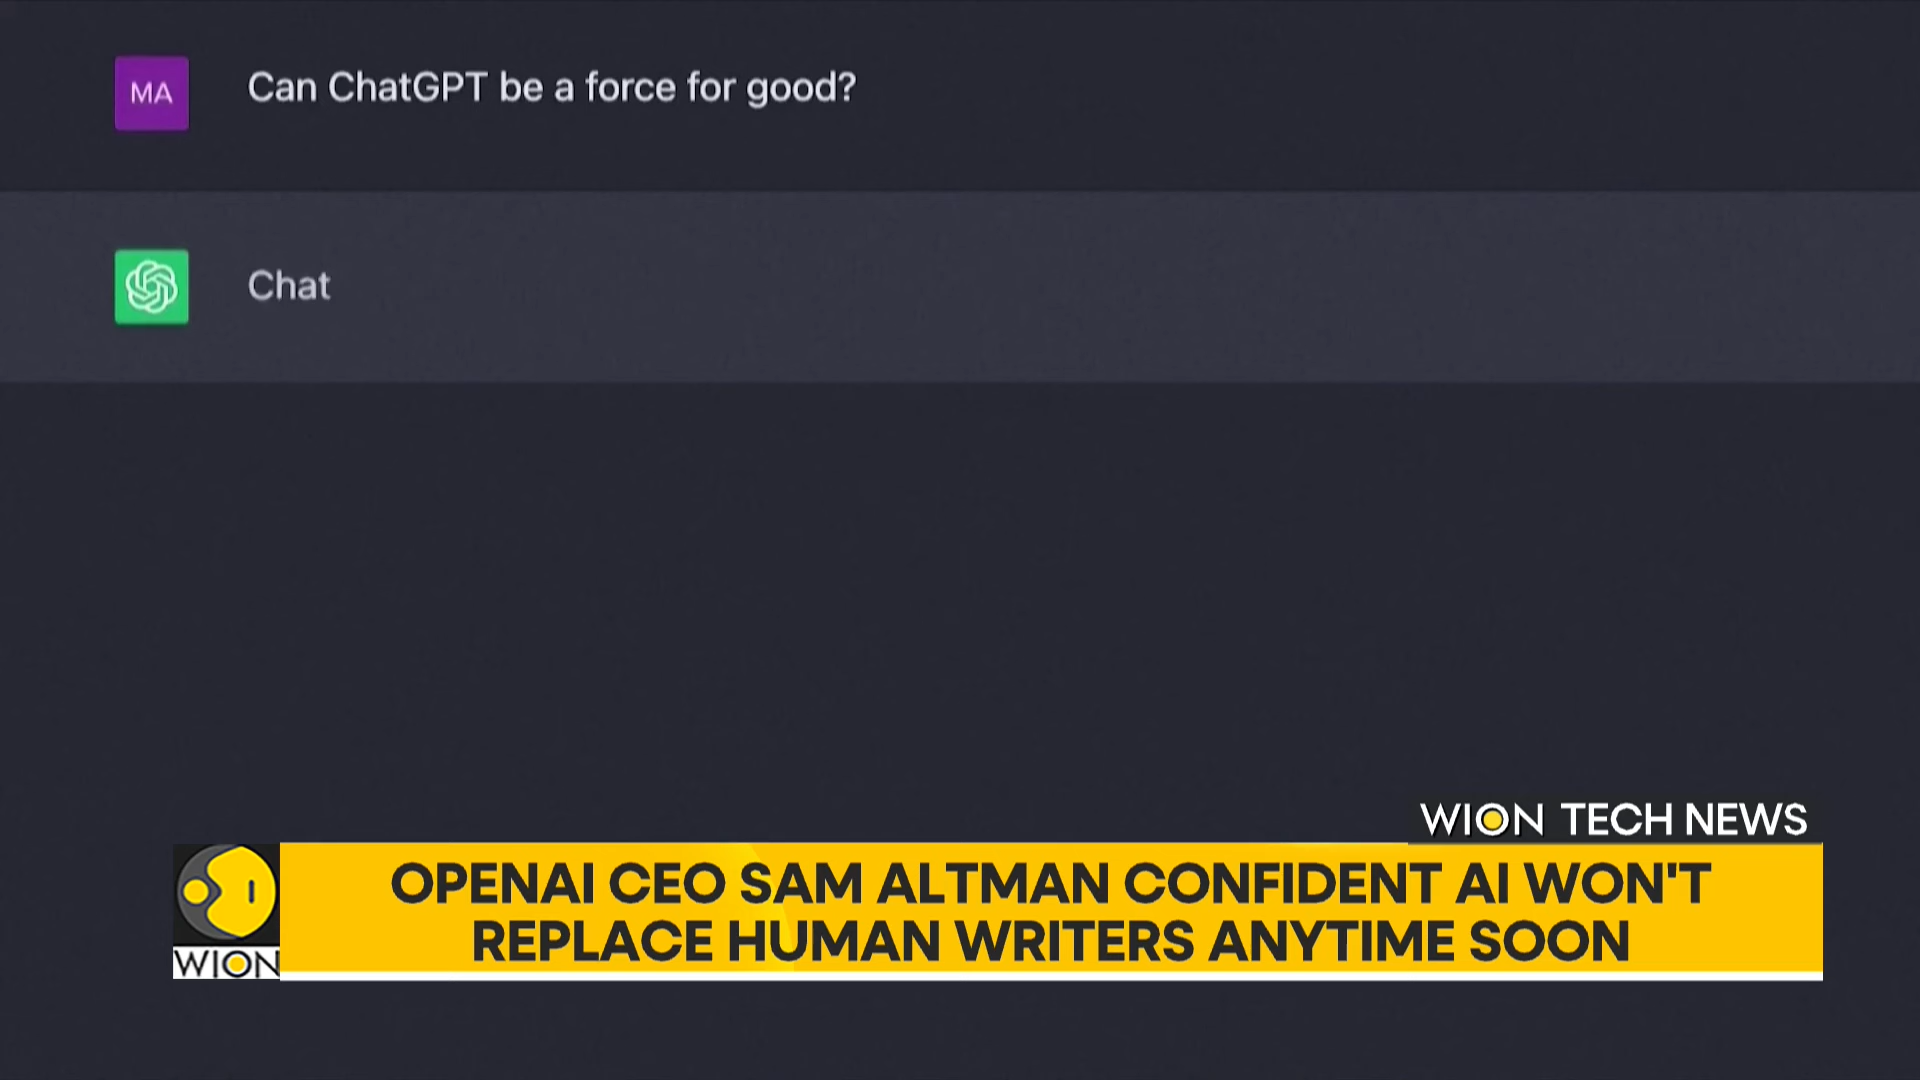 MA
Can ChatGPT be a force for good?
Chat
WION TECH NEWS
OPENAI CEO SAM ALTMAN CONFIDENT AI WON'T
REPLACE HUMAN WRITERS ANYTIME SOON
WION